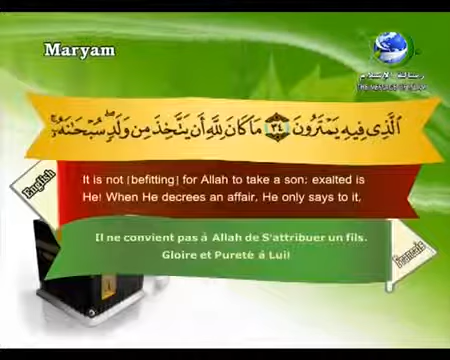 Maryam
رسالة الإسلام
THE MESSAGE OF ISLAM
ٱلَّذِى فِيهِ يَمْتَرُونَ ٣٤ مَا كَانَ لِلَّهِ أَن يَتَّخِذَ مِن وَلَدٍ ۖ سُبْحَـٰنَهُۥٓ ۚ
English
It is not [befitting] for Allah to take a son; exalted is
He! When He decrees an affair, He only says to it,
Il ne convient pas à Allah de S'attribuer un fils.
Gloire et Pureté à Lui!
Français